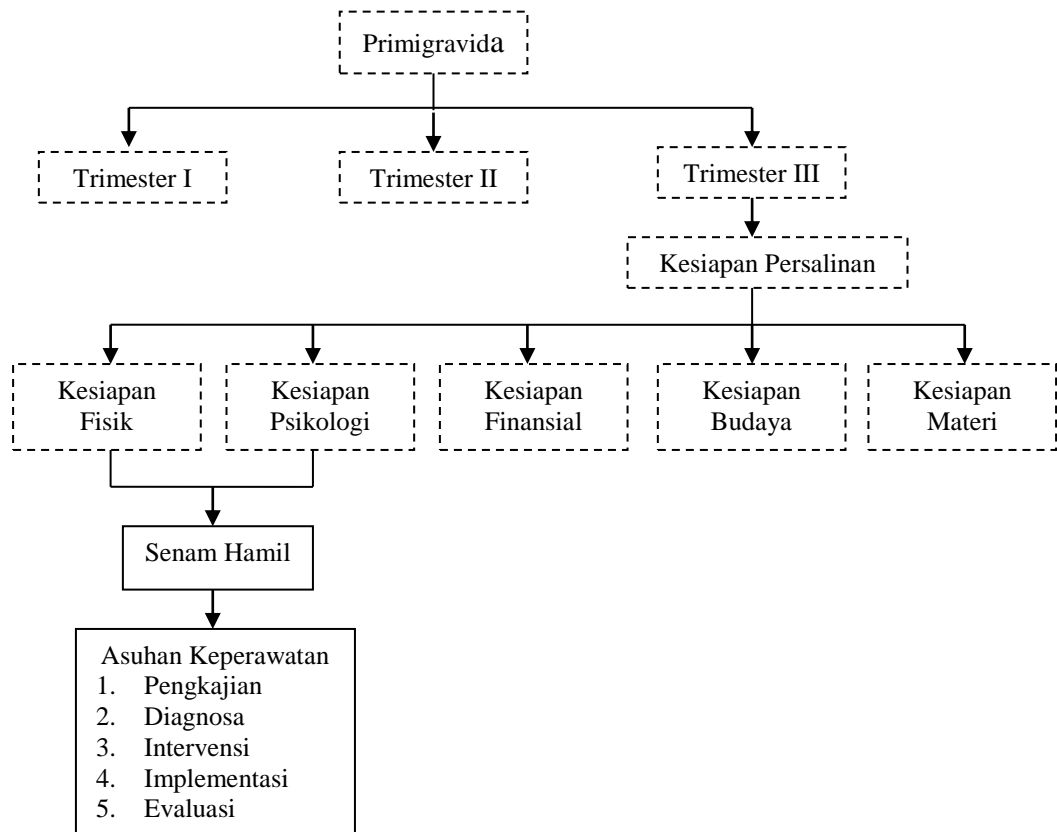 Primigravida
Trimester I
Trimester II
Trimester III
Kesiapan Persalinan
Kesiapan
Fisik
Kesiapan
Psikologi
Kesiapan
Finansial
Kesiapan
Budaya
Kesiapan
Materi
Senam Hamil
Asuhan Keperawatan
1. Pengkajian
2. Diagnosa
3. Intervensi
4. Implementasi
5. Evaluasi